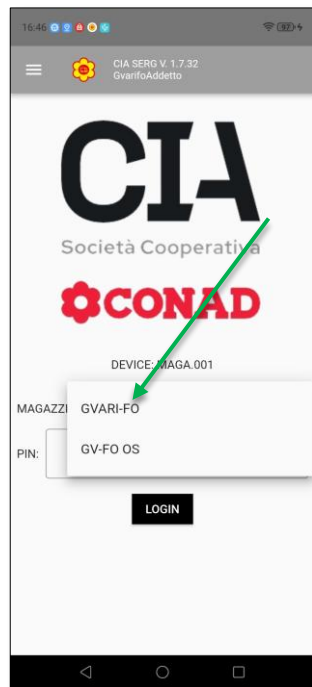 16:46
92
CIA SERG V. 1.7.32
GvarifoAddetto
CIA
Società Cooperativa
CONAD
DEVICE: MAGA.001
MAGAZZI
GVARI-FO
PIN:
GV-FO OS
LOGIN